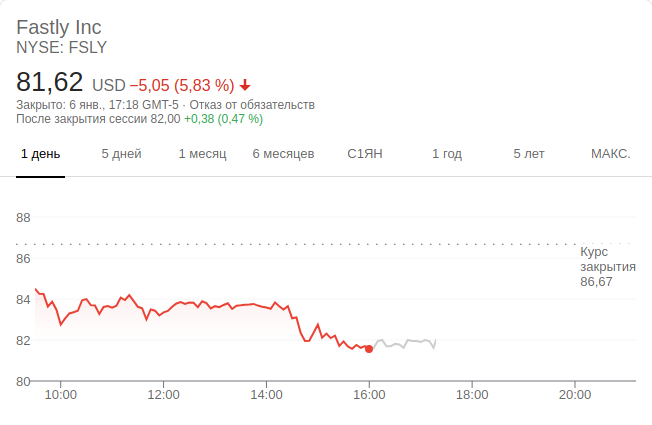 Fastly Inc
NYSE: FSLY
81,62 USD −5,05 (5,83 %)
Закрыто: 6 янв., 17:18 GMT-5 · Отказ от обязательств
После закрытия сессии 82,00 +0,38 (0,47 %)
1 день 5 дней 1 месяц 6 месяцев С1ЯН 1 год 5 лет МАКС.
88
86
84
82
80
Курс
закрытия
86,67
10:00 12:00 14:00 16:00 18:00 20:00